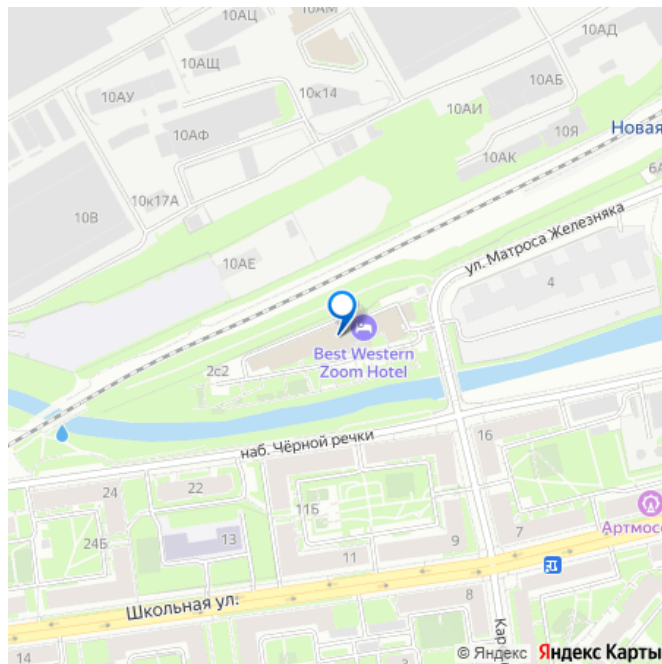 10АЦ
10АМ
10АД
10АЩ
10АУ
10к14
10АБ
10АИ
10АФ
10Я
Новая
10АК
6А
10к17А
10В
ул. Матроса Железняка
10АЕ
4
Best Western
Zoom Hotel
2с2
наб. Чёрной речки
16
24
22
11Б
Артмос
24Б
13
11
9
7
Школьная ул.
8
14
Кар
© Яндекс Яндекс Карты